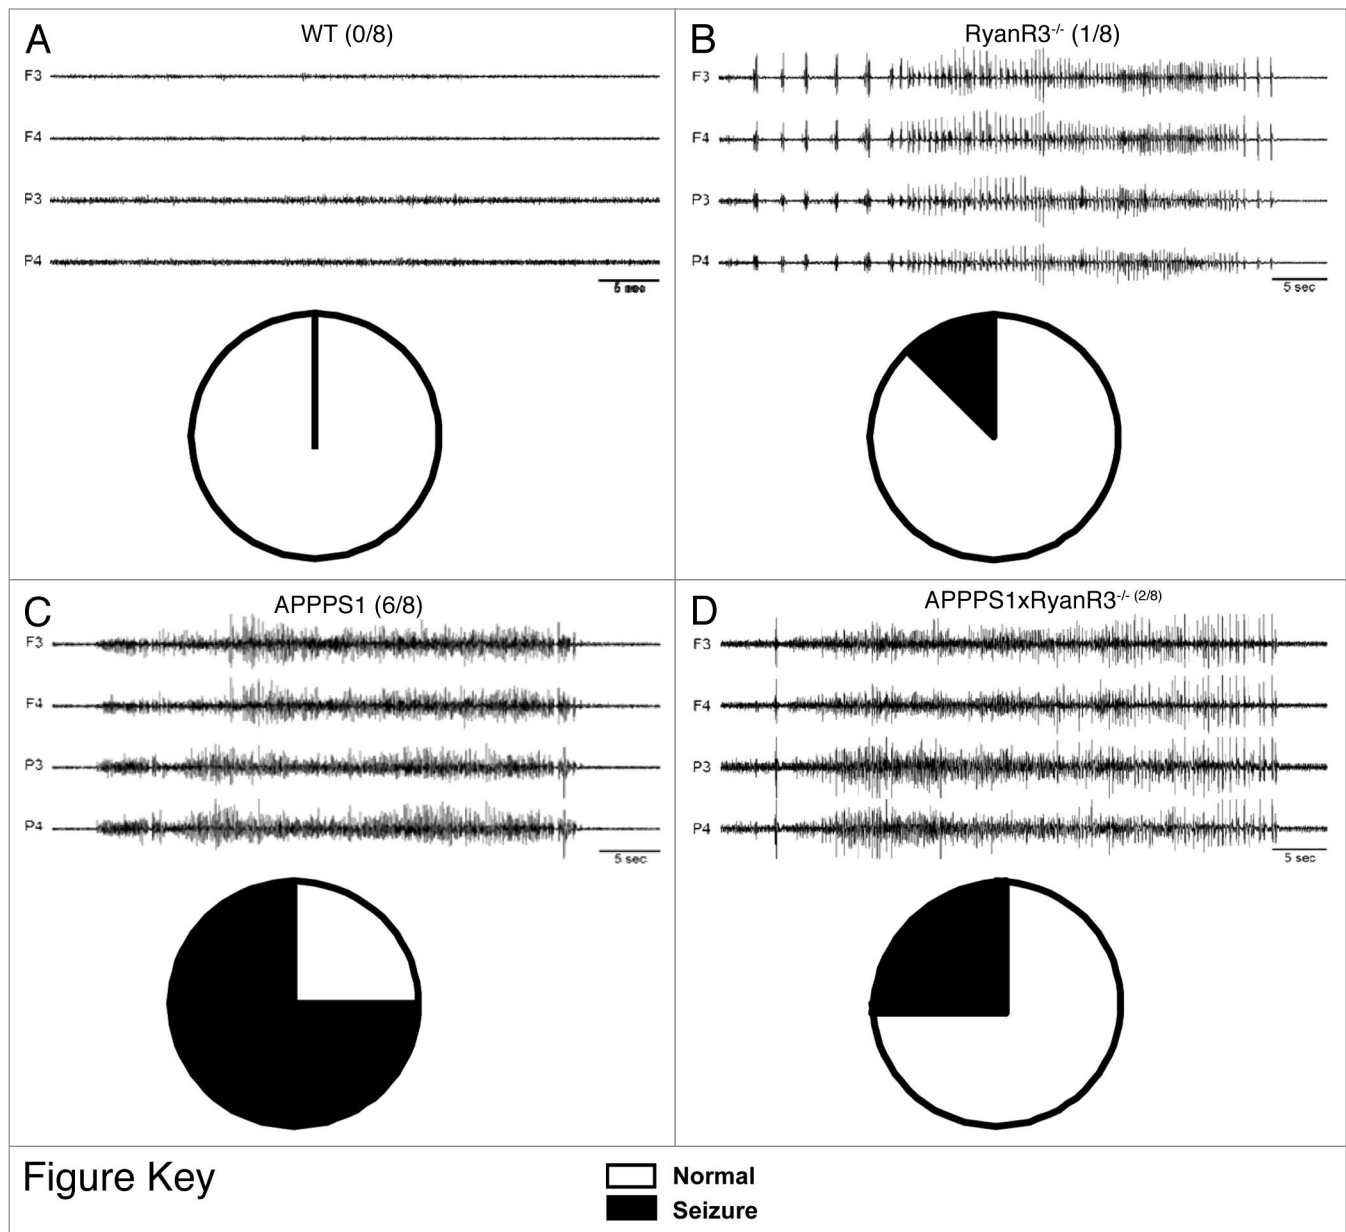 A
WT (0/8)
F3
F4
P3
P4
B
RyanR3-/- (1/8)
F3
F4
P3
P4
5 sec
C
APPPS1 (6/8)
F3
F4
P3
P4
5 sec
D
APPPS1xRyanR3-/- (2/8)
F3
F4
P3
P4
5 sec
Figure Key
Normal
Seizure